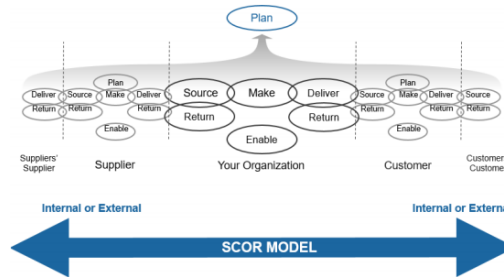 Plan
Plan Plan
Deliver Source Make Deliver Source Make Deliver Source Make Deliver Source
Return Return Return Return Return Return Return Return
Enable Enable Enable
Suppliers' Supplier
Supplier
Your Organization
Customer
Customer
Custome
Internal or External Internal or Externa
SCOR MODEL